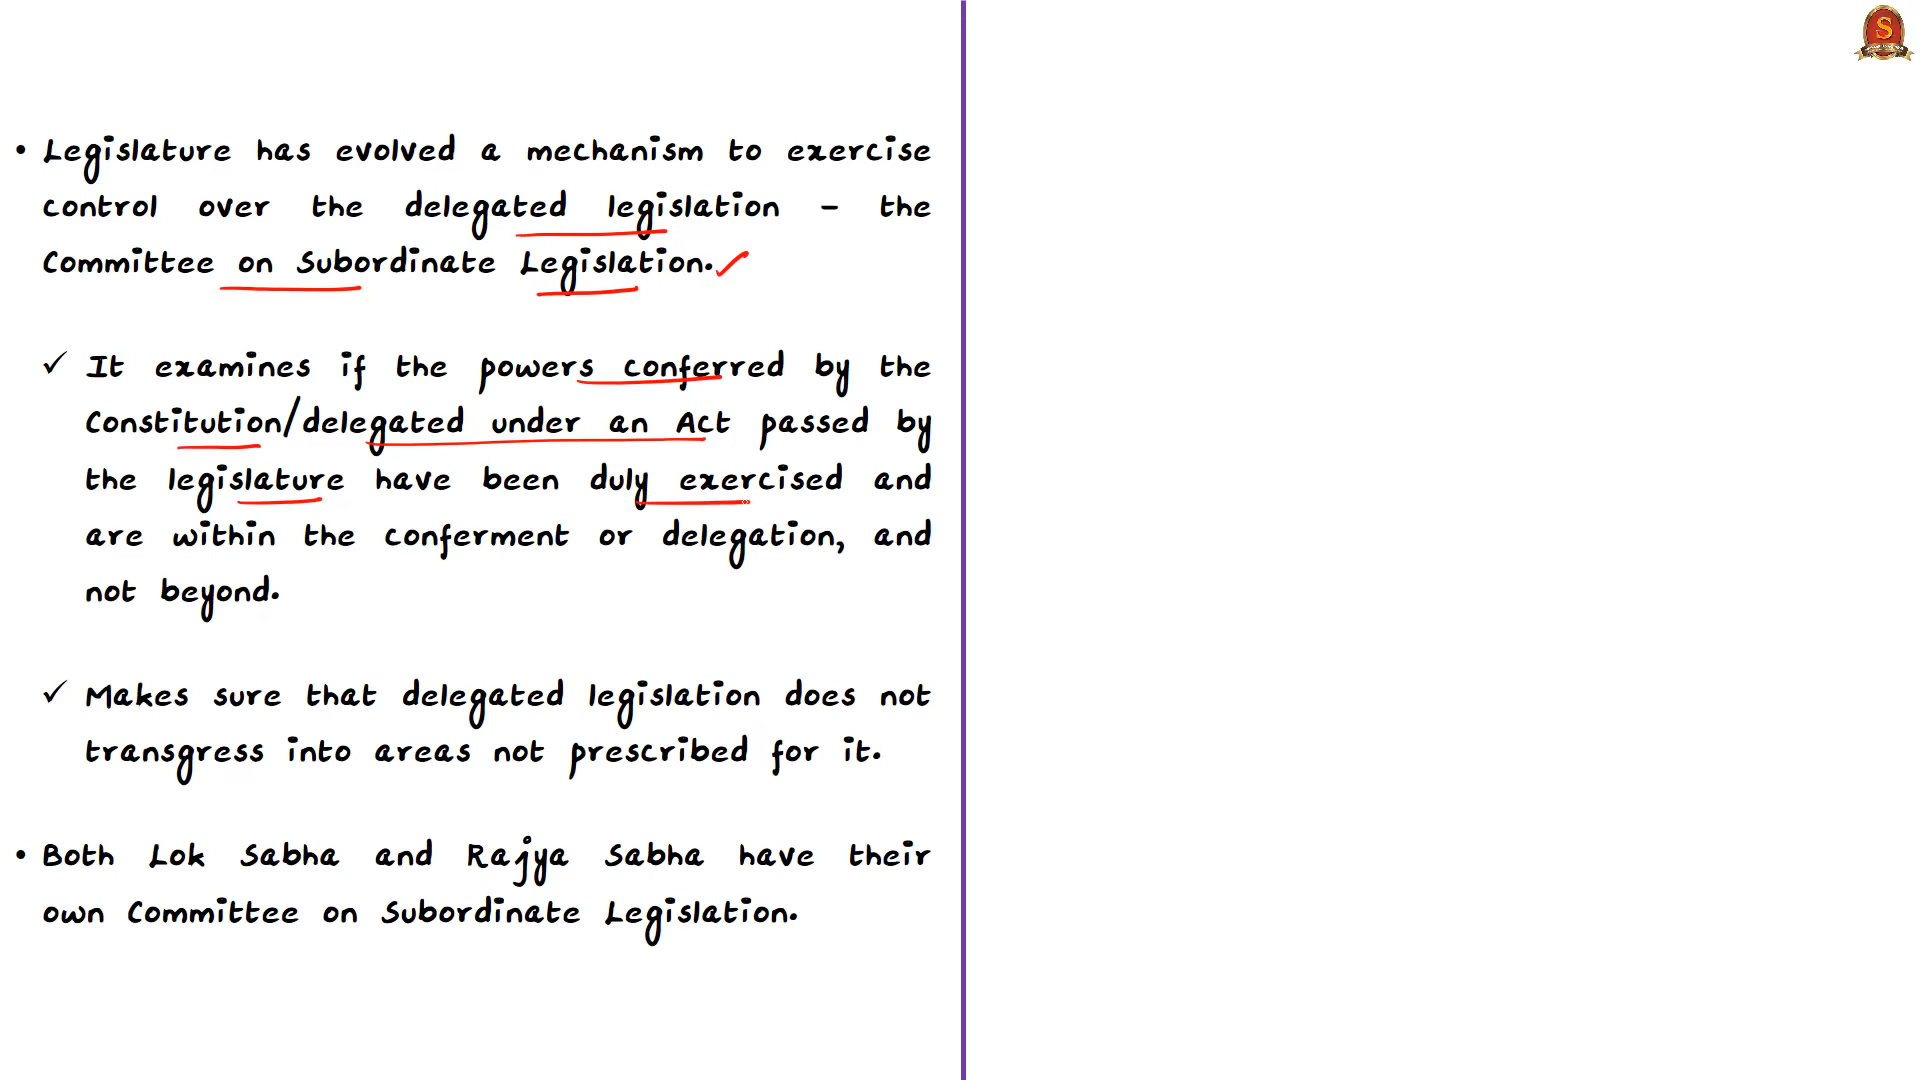 • Legislature has evolved a mechanism to exercise
control over the delegated legislation – the
Committee on Subordinate Legislation.
✓ It examines if the powers conferred by the
Constitution/delegated under an Act passed by
the legislature have been duly exercised and
are within the conferment or delegation, and
not beyond.
✓ Makes sure that delegated legislation does not
transgress into areas not prescribed for it.
• Both Lok Sabha and Rajya Sabha have their
own Committee on Subordinate Legislation.
S